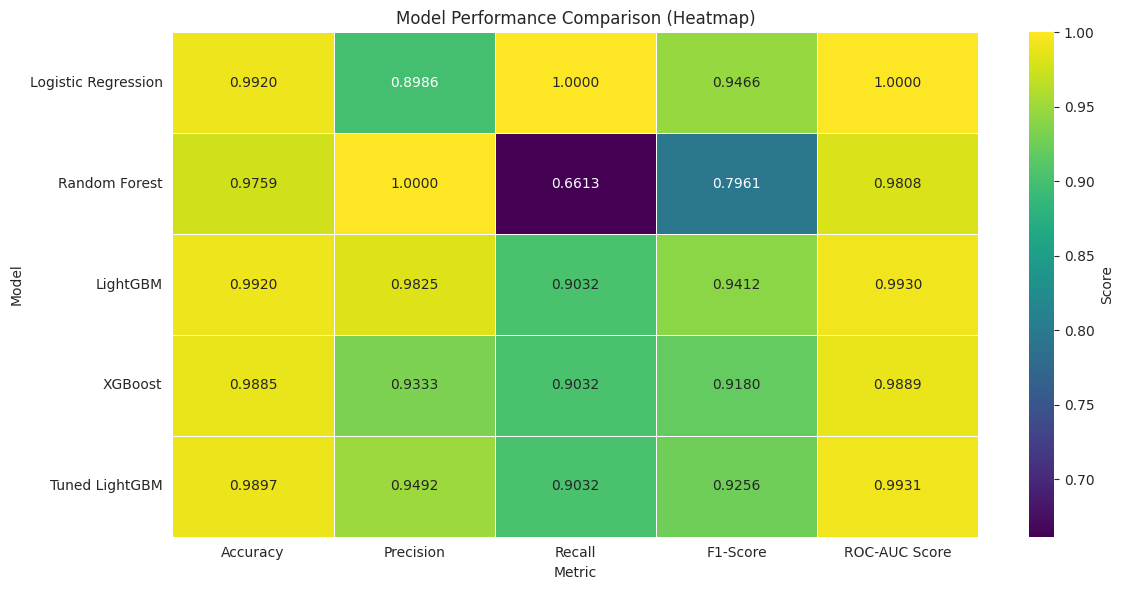 Model Performance Comparison (Heatmap)
Logistic Regression 0.9920 0.8986 1.0000 0.9466 1.0000
Random Forest 0.9759 1.0000 0.6613 0.7961 0.9808
LightGBM 0.9920 0.9825 0.9032 0.9412 0.9930
XGBoost 0.9885 0.9333 0.9032 0.9180 0.9889
Tuned LightGBM 0.9897 0.9492 0.9032 0.9256 0.9931
Accuracy Precision Recall F1-Score ROC-AUC Score
Metric
Model
1.00
0.95
0.90
0.85
0.80
0.75
0.70
Score